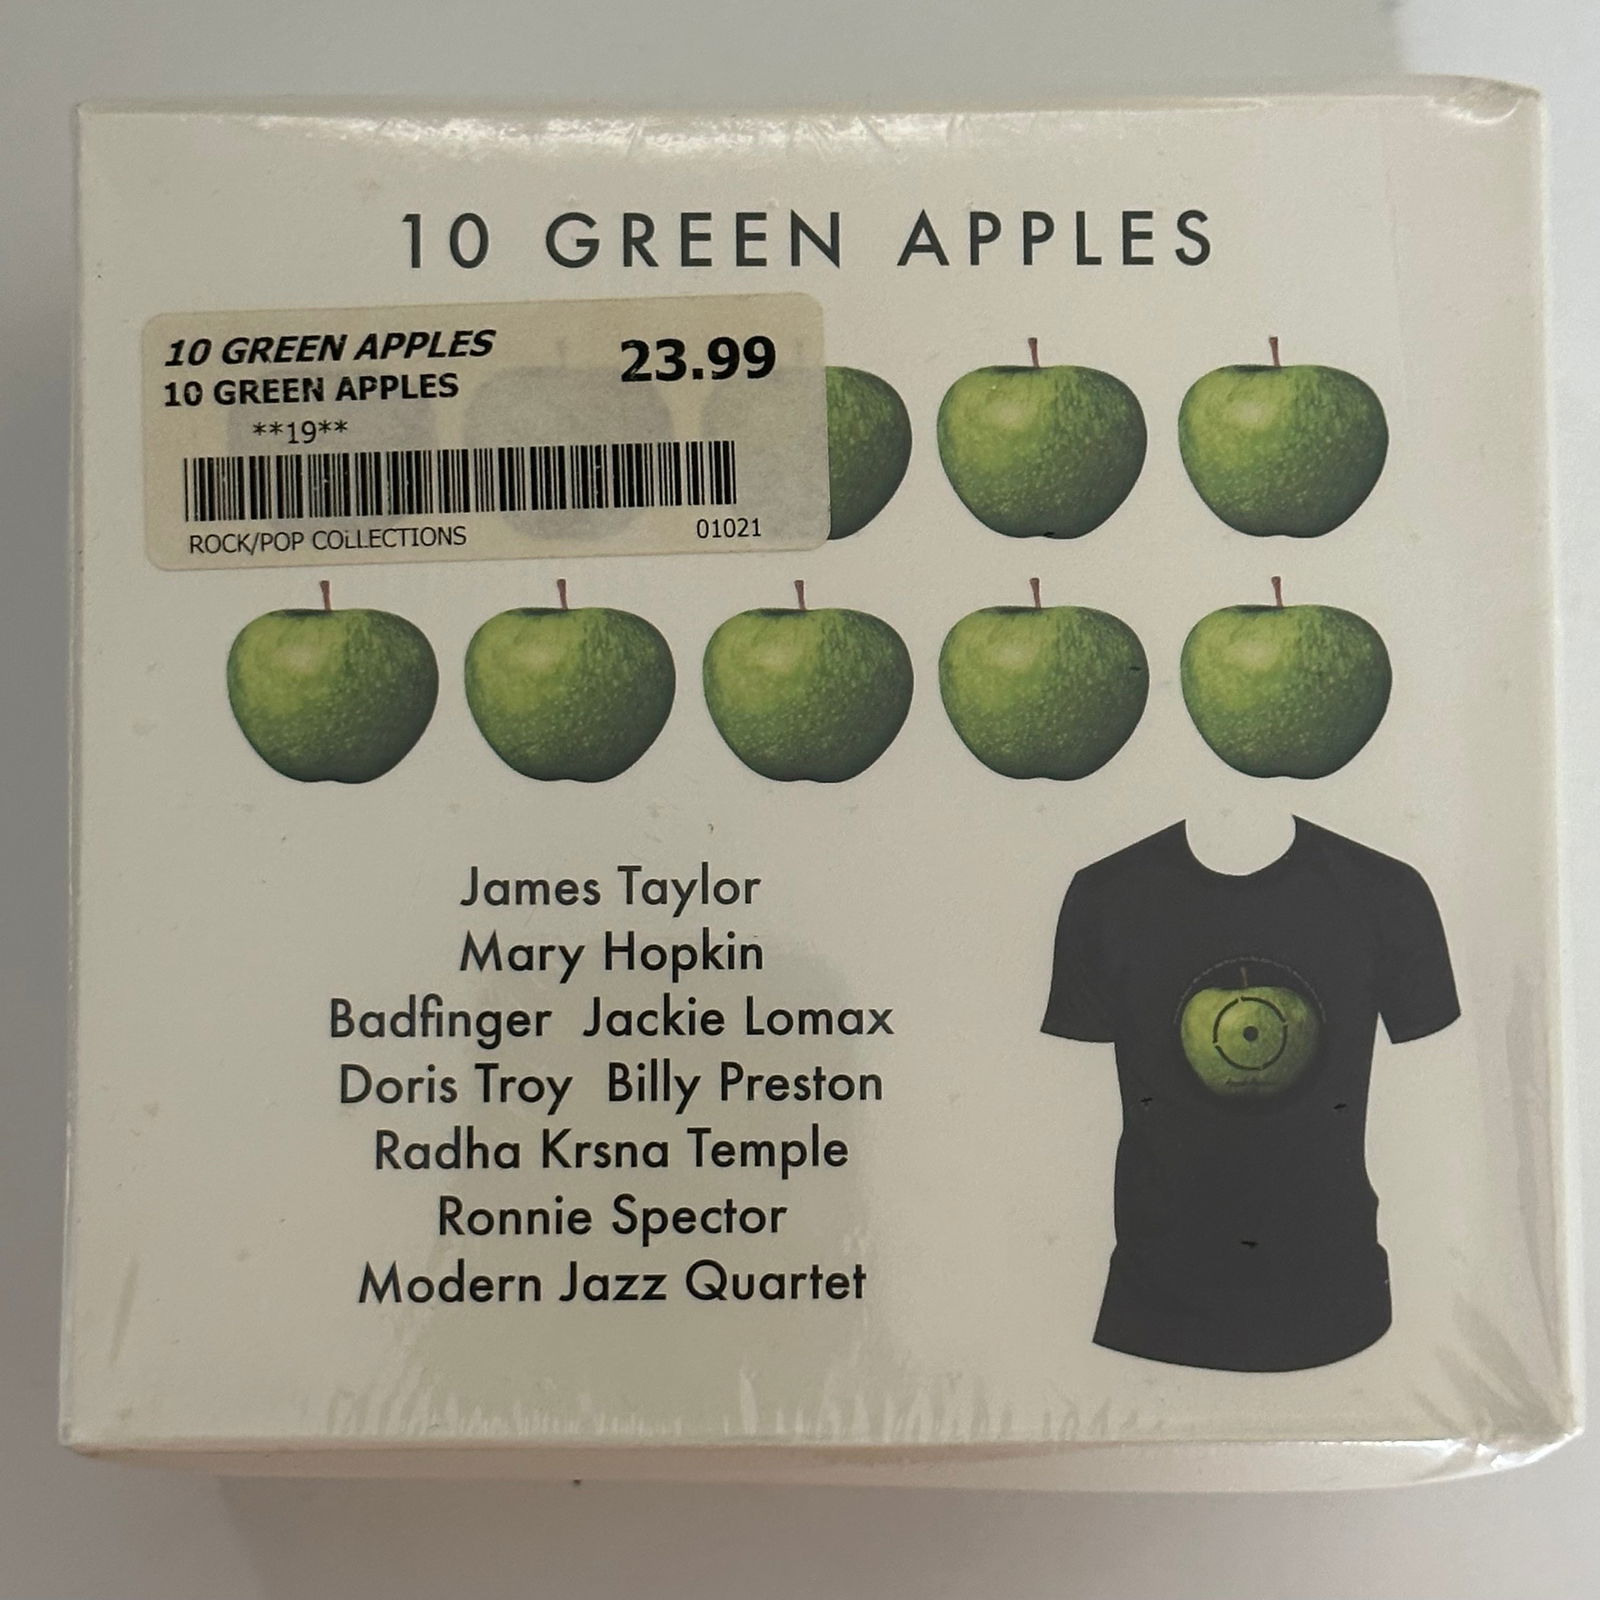 10 GREEN APPLES
10 GREEN APPLES 23.99
10 GREEN APPLES
**19**
ROCK/POP COLLECTIONS 01021
James Taylor
Mary Hopkin
Badfinger Jackie Lomax
Doris Troy Billy Preston
Radha Krsna Temple
Ronnie Spector
Modern Jazz Quartet